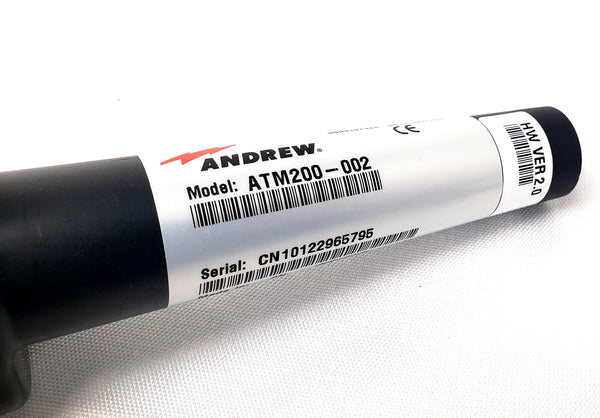 ANDREW®
Model: ATM200-002
Serial: CN10122965795
CE
HW VER 2.0